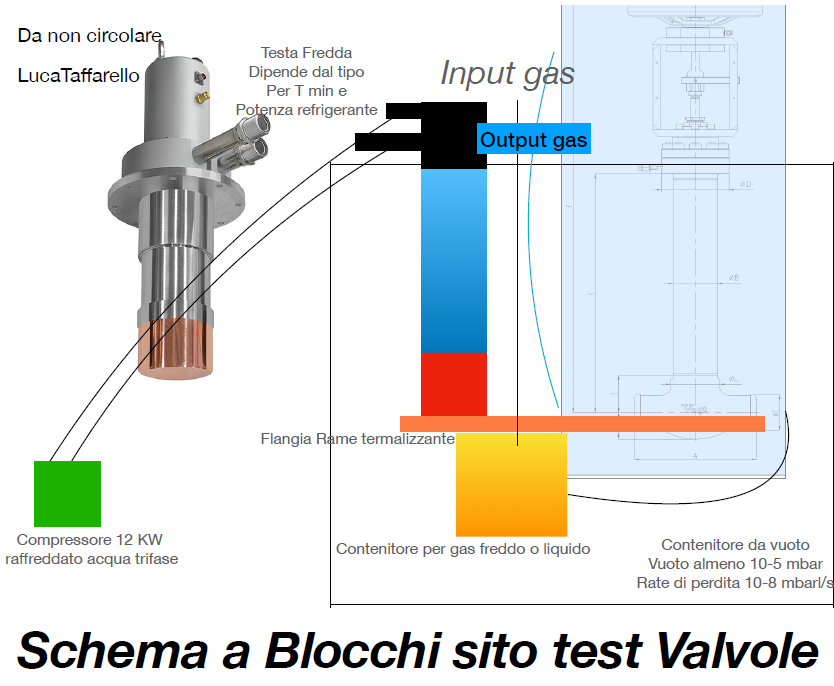 Da non circolare
LucaTaffarello
Testa Fredda
Dipende dal tipo
Per T min e
Potenza refrigerante
Input gas
Output gas
ØD
ØB
Flangia Rame termalizzante
A
Compressore 12 KW
raffreddato acqua trifase
Contenitore per gas freddo o liquido
Contenitore da vuoto
Vuoto almeno 10-5 mbar
Rate di perdita 10-8 mbarl/s
Schema a Blocchi sito test Valvole